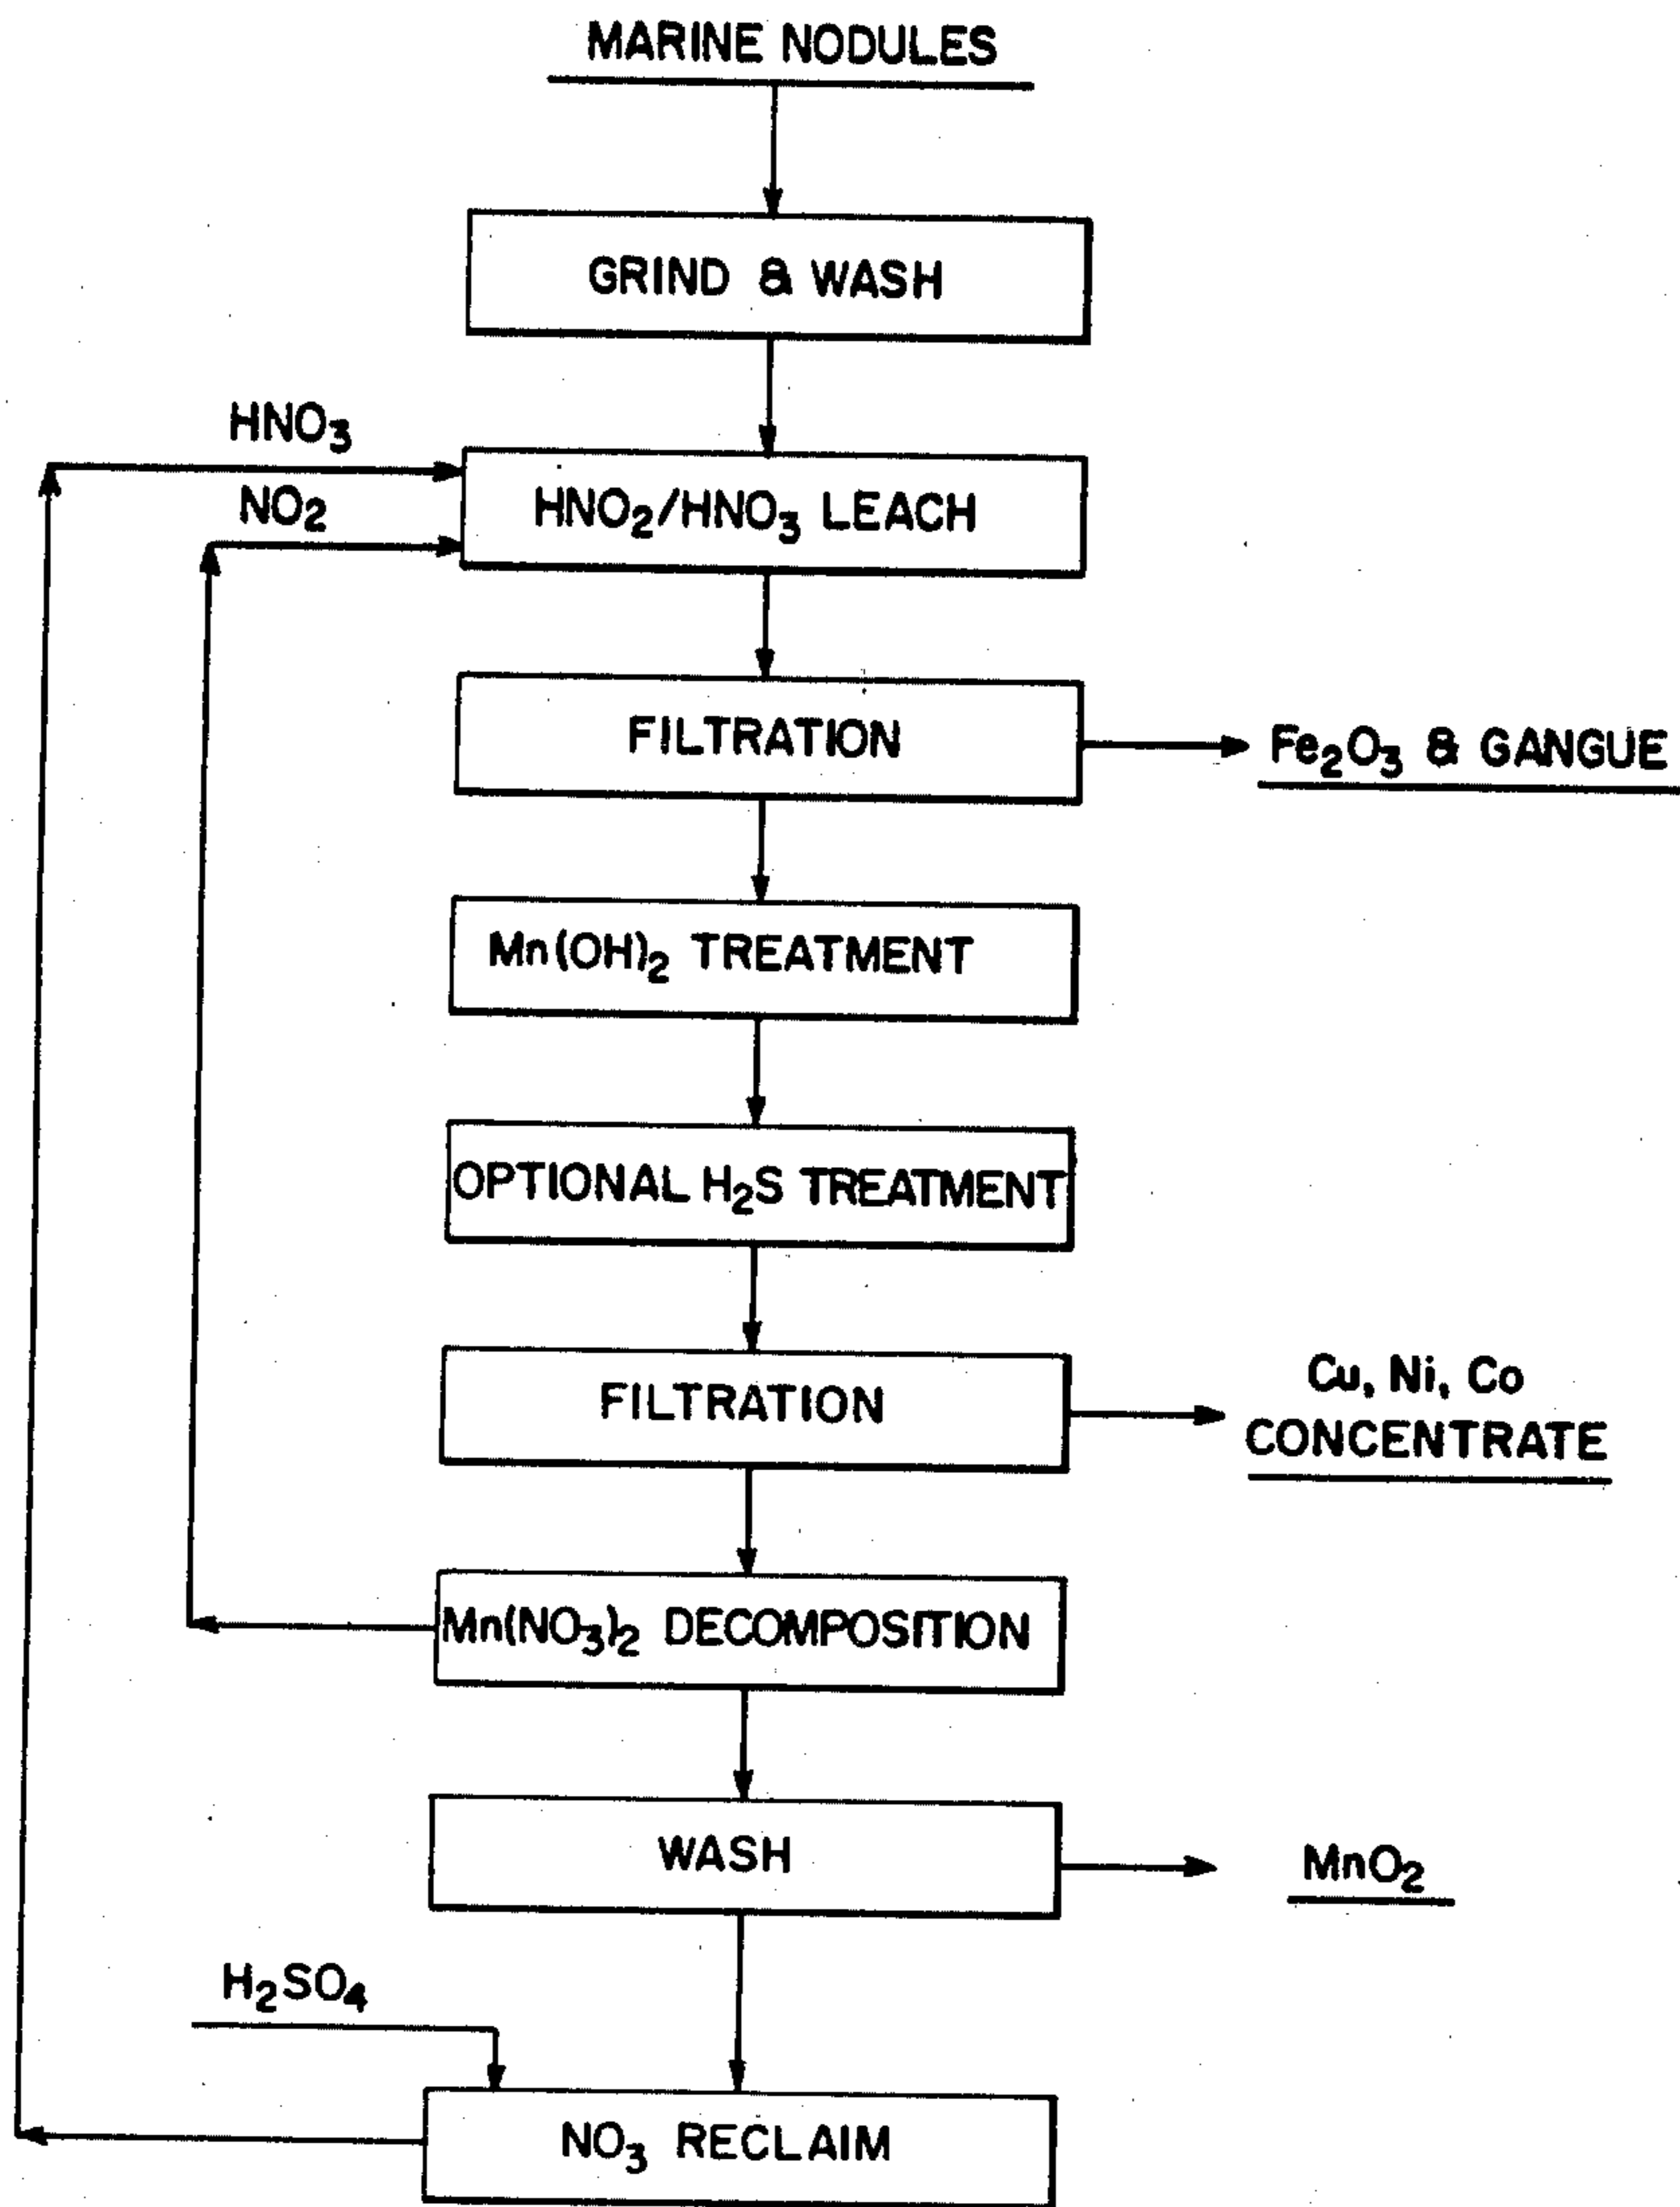 MARINE NODULES
GRIND & WASH
HNO₃
NO₂
HNO₂/HNO₃ LEACH
FILTRATION
Fe₂O₃ & GANGUE
Mn(OH)₂ TREATMENT
OPTIONAL H₂S TREATMENT
FILTRATION
Cu, Ni, Co
CONCENTRATE
Mn(NO₃)₂ DECOMPOSITION
WASH
MnO₂
H₂SO₄
NO₃ RECLAIM